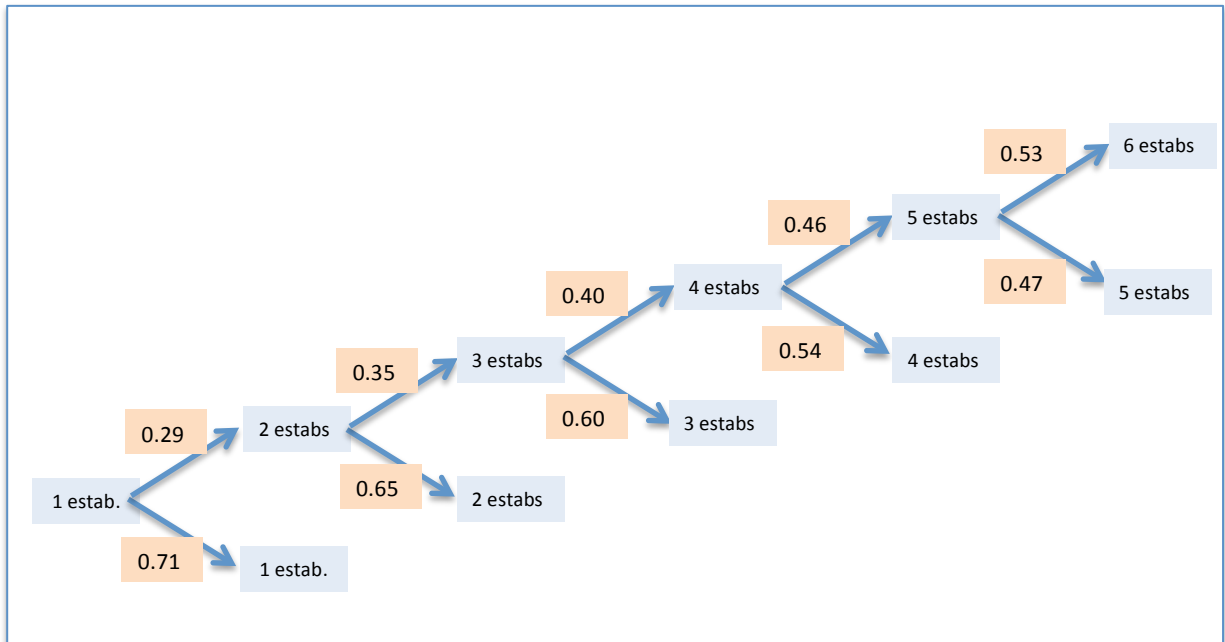 6 estabs
0.53
5 estabs
0.46
0.47
5 estabs
4 estabs
0.40
0.54
4 estabs
3 estabs
0.35
0.60
3 estabs
2 estabs
0.29
0.65
2 estabs
1 estab.
0.71
1 estab.